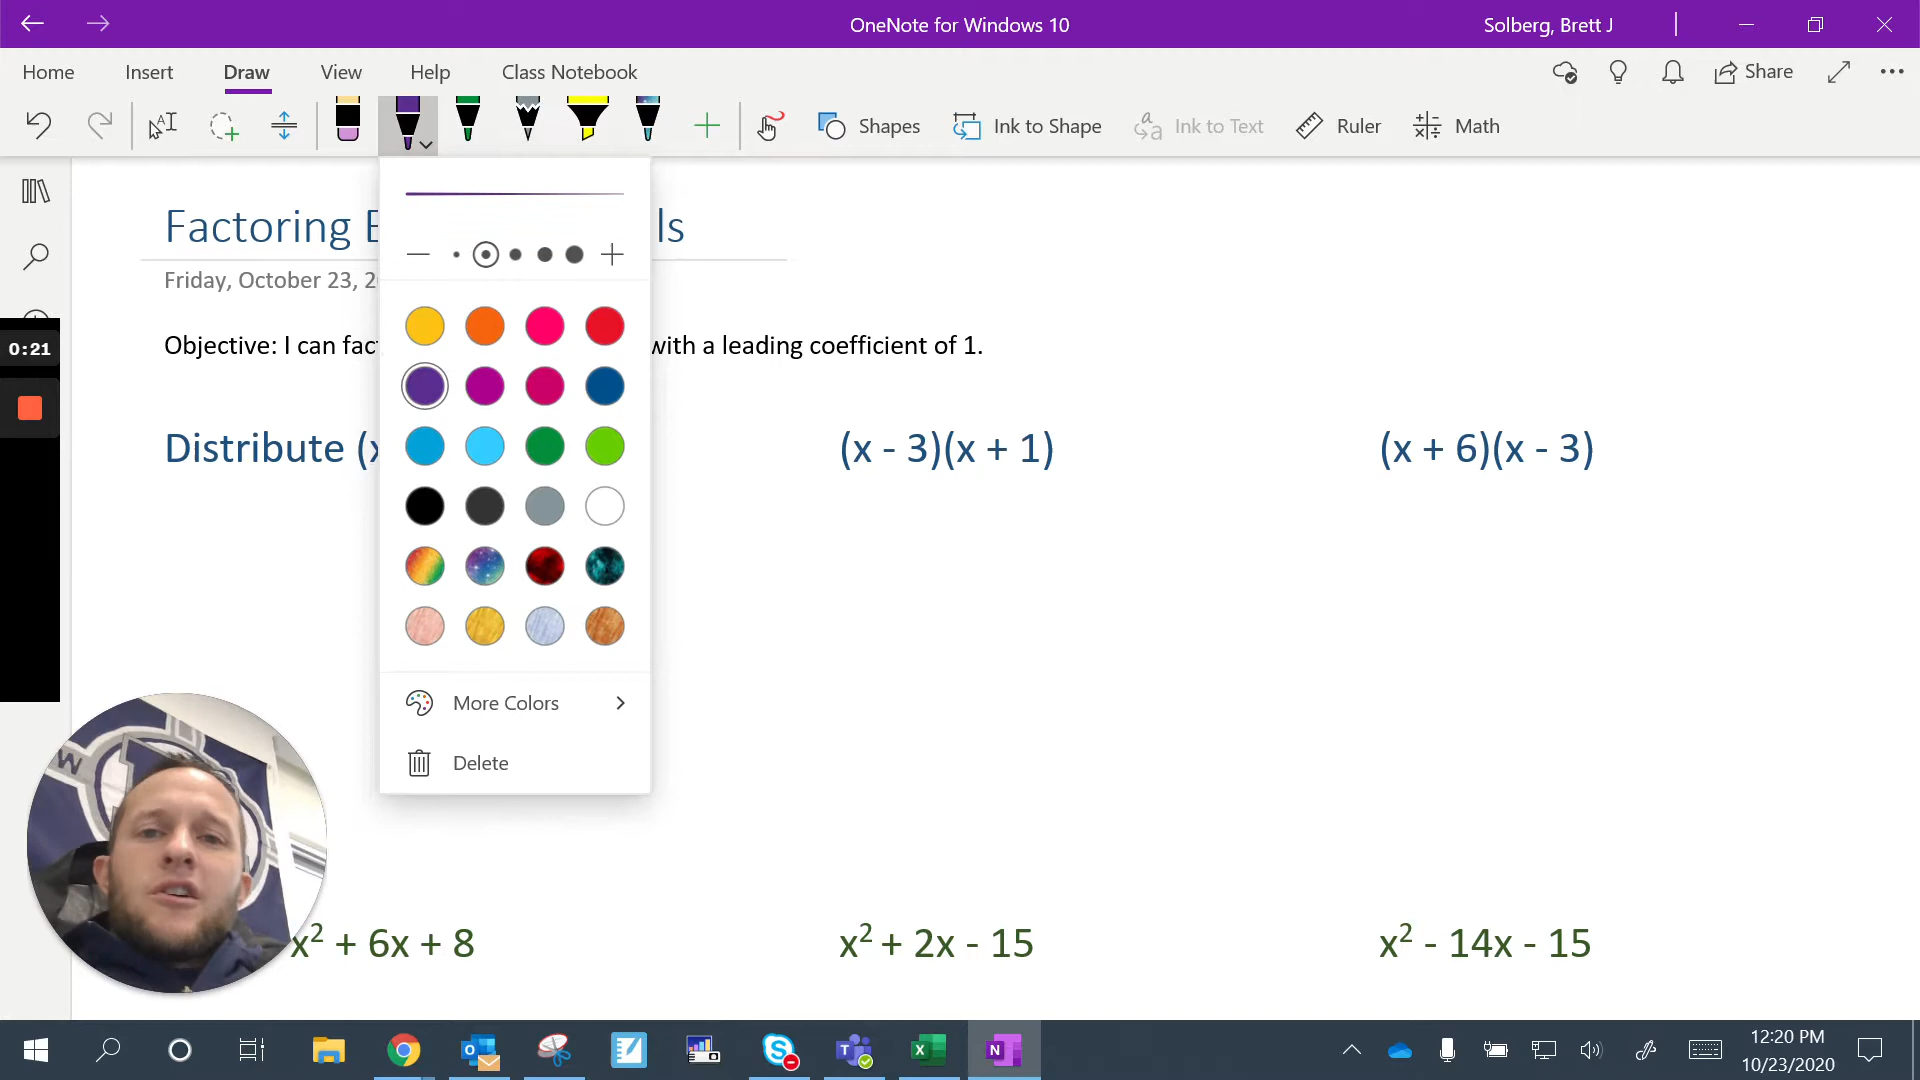 OneNote for Windows 10
Solberg, Brett J
Home Insert Draw View Help Class Notebook
Share
Shapes Ink to Shape Ink to Text Ruler Math
Factoring
ls
Friday, October 23, 2
Objective: I can fac
with a leading coefficient of 1.
0:21
Distribute (x
(x - 3)(x + 1)
(x + 6)(x - 3)
More Colors
Delete
x² + 6x + 8
x² + 2x - 15
x² - 14x - 15
12:20 PM
10/23/2020